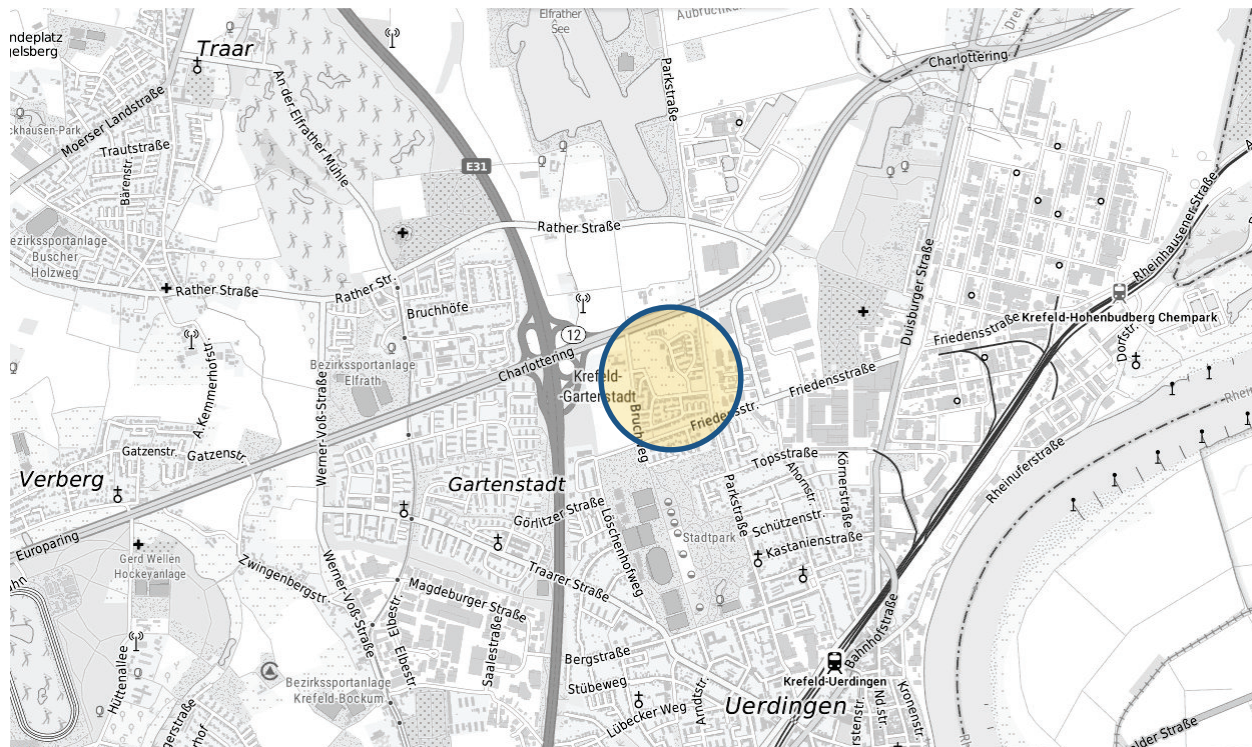 ndeplatz
gelsberg
Traar
Elfrather
See
Aubruchk
Charlottering
Parkstraße
An der Elfrather Mühle
Moerser Landstraße
ckhausen-Park
Trautstraße
Bärenstr.
E31
Rather Straße
Bezirkssportanlage
Buscher
Holzweg
Rather Straße
Rather Str.
Bruchhöfe
Duisburger Straße
Rheinhausener Straße
Krefeld-Hohenbudberg Chempark
12
Charlottering
Bezirkssportanlage
Elfrath
Krefeld-
-Gartenstadt
Friedensstraße
Friedensstraße
Dorfstr.
A.Kemmerhofstr.
Werner-Voß-Straße
Bruchweg
Friedensstr.
Gatzenstr.
Gatzenstr.
Verberg
Gartenstadt
Topsstraße
Körnerstraße
Ahornstr.
Parkstraße
Rheinuferstraße
Görlitzer Straße
Löschenhofweg
Schützenstr.
Stadtpark
Kastanienstraße
Europaring
Gerd Wellen
Hockeyanlage
Zwingenbergstr.
Werner-Voß-Straße
Traarer Straße
Magdeburger Straße
Elbestr.
Elbestr.
Saalestraße
Bergstraße
Stübeweg
Bahnhofstraße
Krefeld-Uerdingen
Hüttenallee
Bezirkssportanlage
Krefeld-Bockum
Lübecker Weg
Arndtstr.
Uerdingen
Kronenstr.
lder Straße